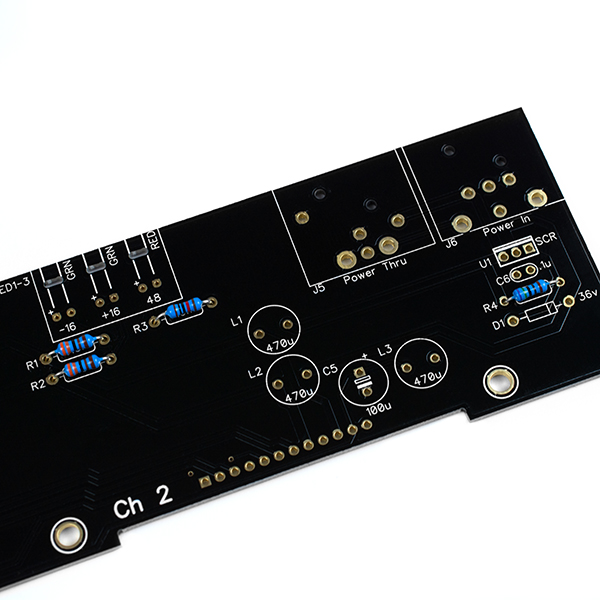 J6 Power In
J5 Power Thru
U1 SCR
C6 .1u
R4
D1 36v
ED1-3
GRN GRN RED
+ + +
-16 +16 48
R3
R1
R2
L1
470u
L2
470u
C5 +
100u
L3
470u
Ch 2